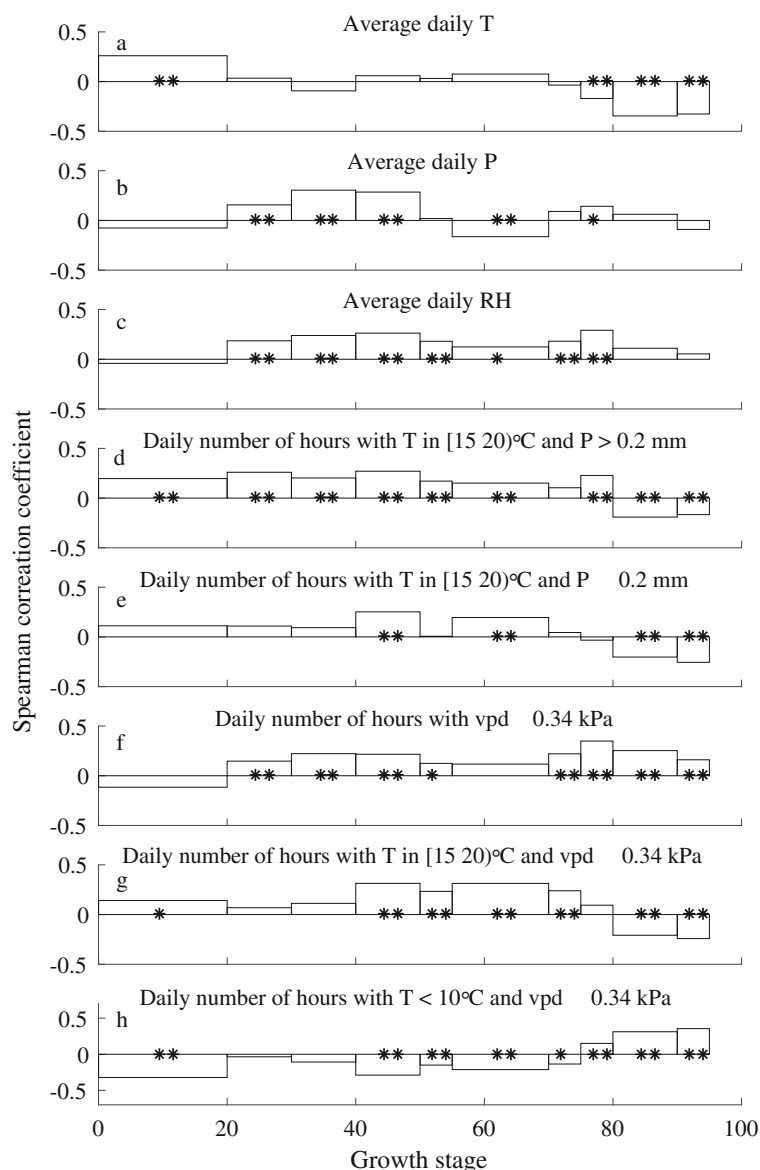 Average daily T
a
0.5
0
-0.5
** ** ** **
Average daily P
b
0.5
0
-0.5
** ** ** ** *
Average daily RH
c
0.5
0
-0.5
** ** ** ** * ** **
Daily number of hours with T in [15 20)°C and P > 0.2 mm
d
0.5
0
-0.5
** ** ** ** ** ** ** ** **
Daily number of hours with T in [15 20)°C and P 0.2 mm
e
0.5
0
-0.5
** ** ** **
Daily number of hours with vpd 0.34 kPa
f
0.5
0
-0.5
** ** ** * ** ** ** **
Daily number of hours with T in [15 20)°C and vpd 0.34 kPa
g
0.5
0
-0.5
* ** ** ** ** ** **
Daily number of hours with T < 10°C and vpd 0.34 kPa
h
0.5
0
-0.5
** ** ** ** * ** ** **
0 20 40 60 80 100
Growth stage
Spearman correation coefficient